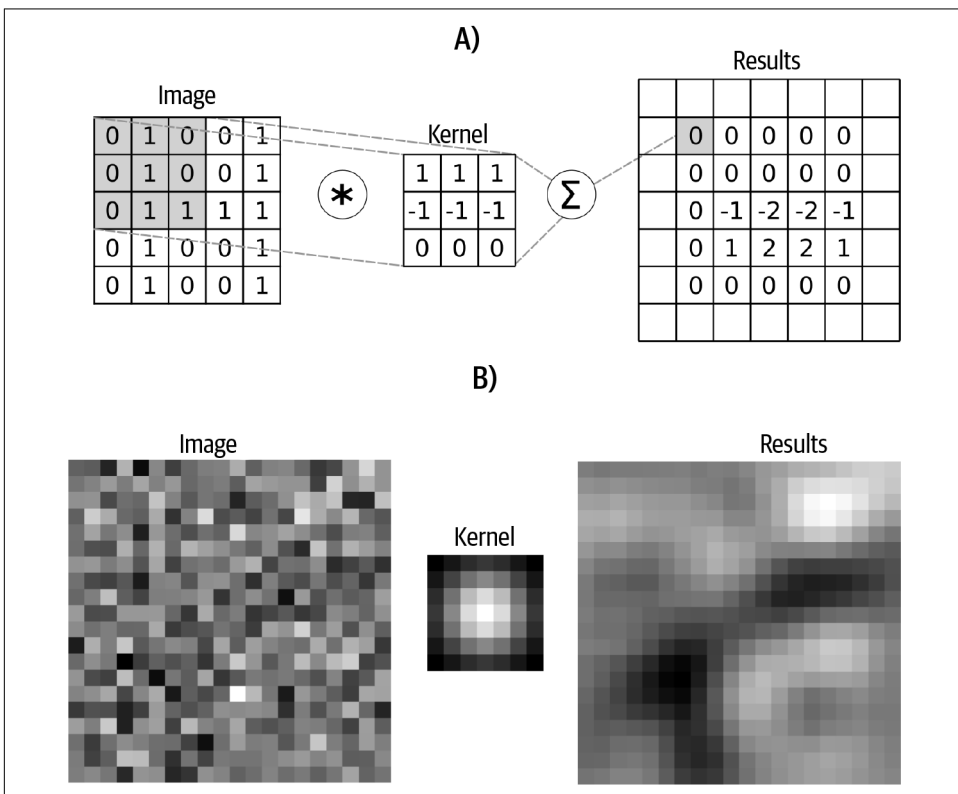 A)
Image
Kernel
Results
0 1 0 0 1
0 1 0 0 1
0 1 1 1 1
0 1 0 0 1
0 1 0 0 1
*
1 1 1
-1 -1 -1
0 0 0
Σ
0 0 0 0 0
0 0 0 0 0
0 -1 -2 -2 -1
0 1 2 2 1
0 0 0 0 0
B)
Image
Kernel
Results